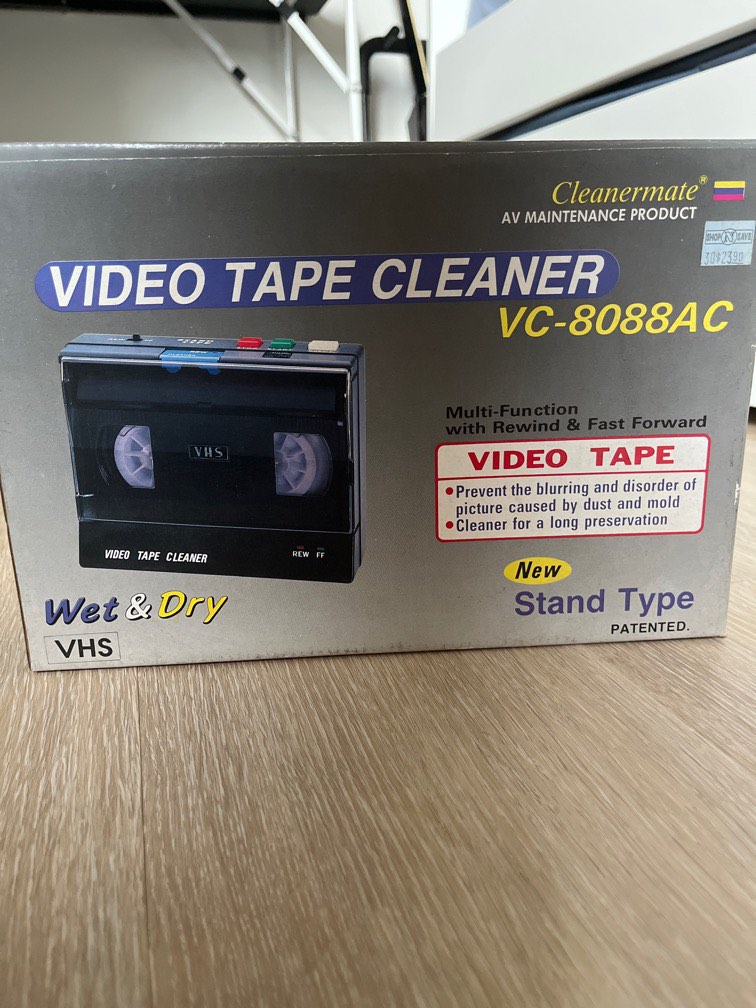 Cleanermate®
AV MAINTENANCE PRODUCT
SHOP N SAVE
VIDEO TAPE CLEANER
VC-8088AC
VHS
VIDEO TAPE CLEANER
REW FF
Multi-Function
with Rewind & Fast Forward
VIDEO TAPE
•Prevent the blurring and disorder of
picture caused by dust and mold
•Cleaner for a long preservation
Wet & Dry
VHS
New
Stand Type
PATENTED.